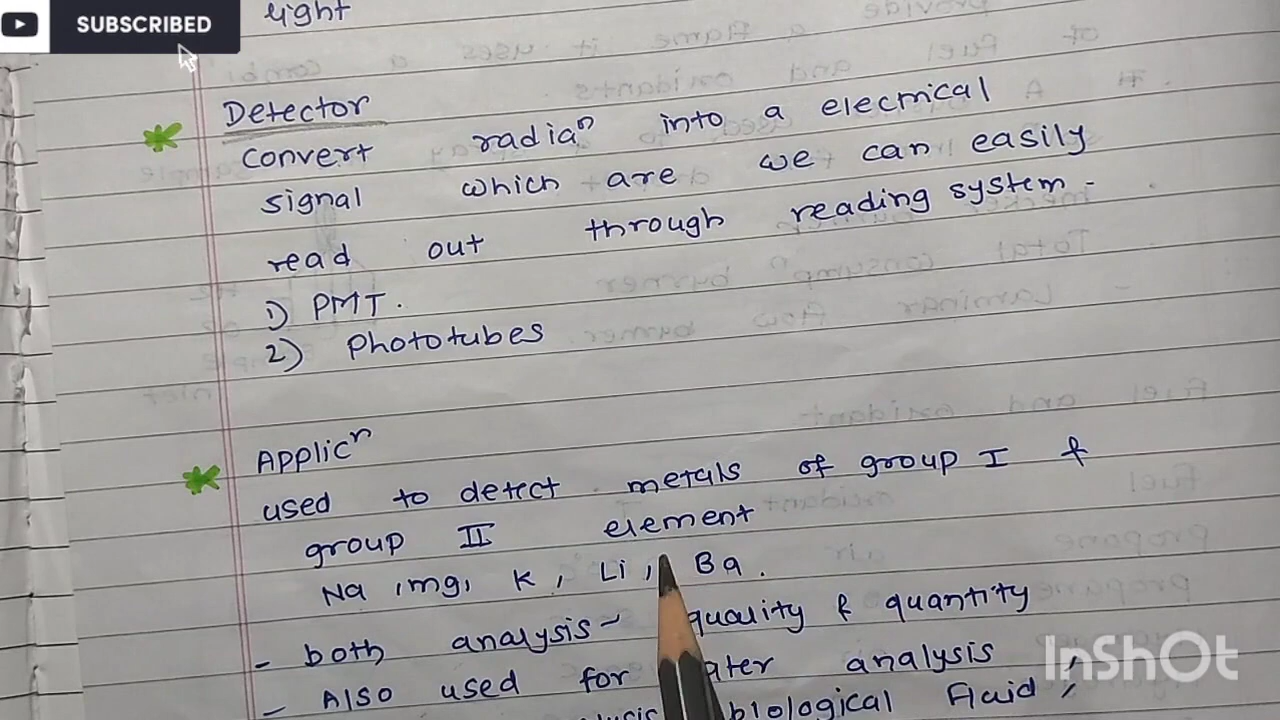 SUBSCRIBED
light
Detector
convert radiaⁿ into a electrical
signal which are we can easily
read out through reading system -
1) PMT.
2) Phototubes
Applicⁿ
used to detect metals of group I &
group II element
Na, mg, K, Li, Ba.
- both analysis - quality & quantity
- Also used for analysis,
biological fluid,
InShOt